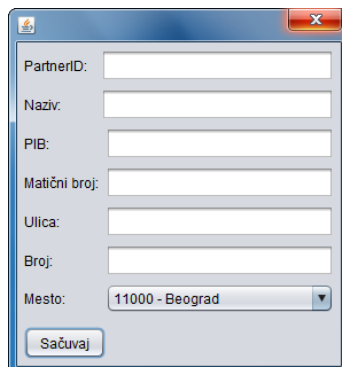 PartnerID:
Naziv:
PIB:
Matični broj:
Ulica:
Broj:
Mesto: 11000 - Beograd
Sačuvaj